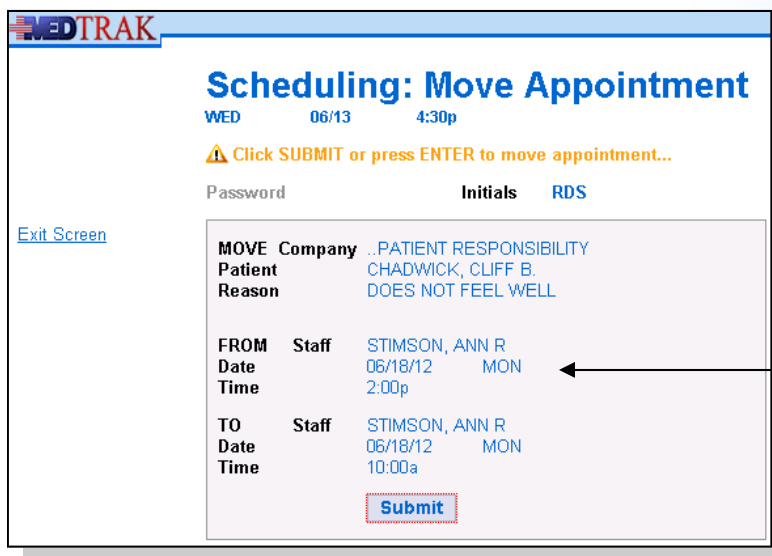 MEDTRAK
Scheduling: Move Appointment
WED 06/13 4:30p
Click SUBMIT or press ENTER to move appointment...
Password Initials RDS
Exit Screen
MOVE Company ..PATIENT RESPONSIBILITY
Patient CHADWICK, CLIFF B.
Reason DOES NOT FEEL WELL
FROM Staff STIMSON, ANN R
Date 06/18/12 MON
Time 2:00p
TO Staff STIMSON, ANN R
Date 06/18/12 MON
Time 10:00a
Submit